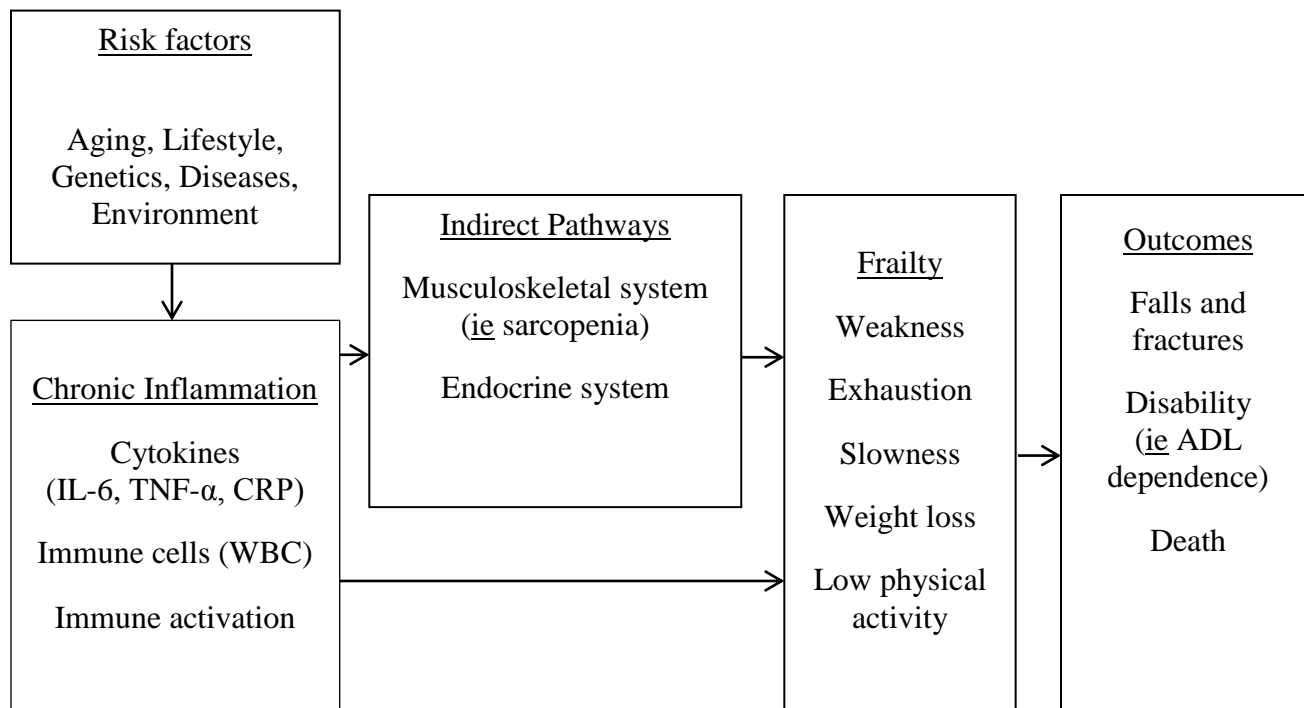 Risk factors
Aging, Lifestyle,
Genetics, Diseases,
Environment
Chronic Inflammation
Cytokines
(IL-6, TNF-α, CRP)
Immune cells (WBC)
Immune activation
Indirect Pathways
Musculoskeletal system
(ie sarcopenia)
Endocrine system
Frailty
Weakness
Exhaustion
Slowness
Weight loss
Low physical
activity
Outcomes
Falls and
fractures
Disability
(ie ADL
dependence)
Death